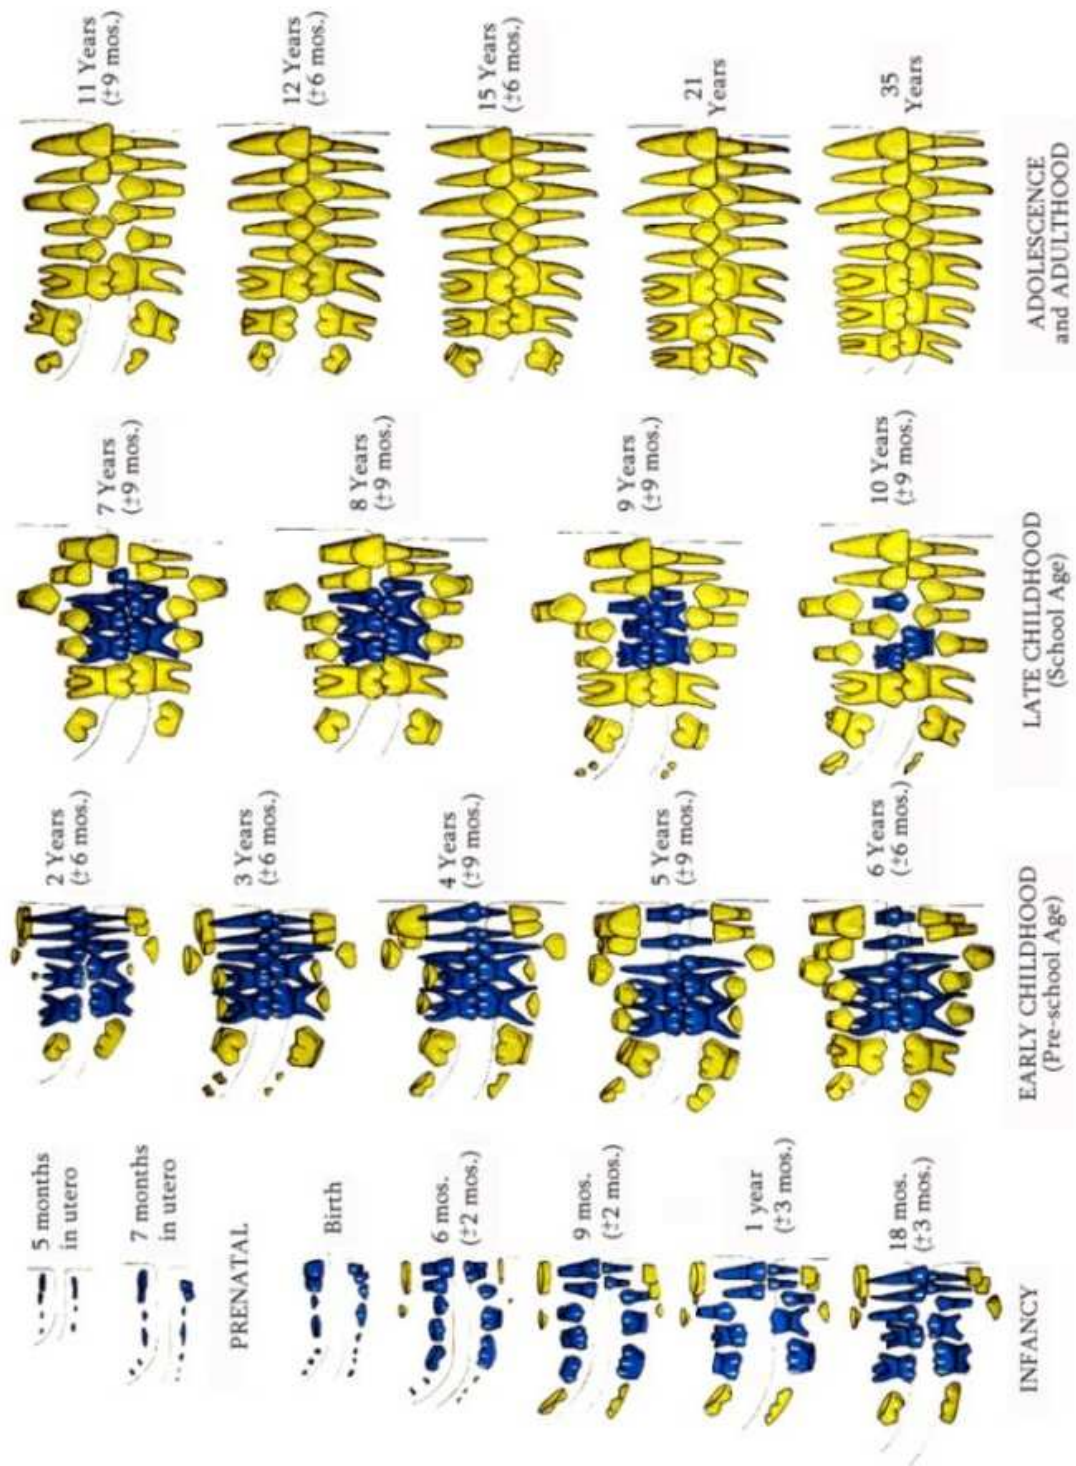 5 months
in utero
7 months
in utero
PRENATAL
Birth
6 mos.
(±2 mos.)
9 mos.
(±2 mos.)
1 year
(±3 mos.)
18 mos.
(±3 mos.)
INFANCY
2 Years
(±6 mos.)
3 Years
(±6 mos.)
4 Years
(±9 mos.)
5 Years
(±9 mos.)
6 Years
(±6 mos.)
EARLY CHILDHOOD
(Pre-school Age)
7 Years
(±9 mos.)
8 Years
(±9 mos.)
9 Years
(±9 mos.)
10 Years
(±9 mos.)
LATE CHILDHOOD
(School Age)
11 Years
(±9 mos.)
12 Years
(±6 mos.)
15 Years
(±6 mos.)
21
Years
35
Years
ADOLESCENCE
and ADULTHOOD